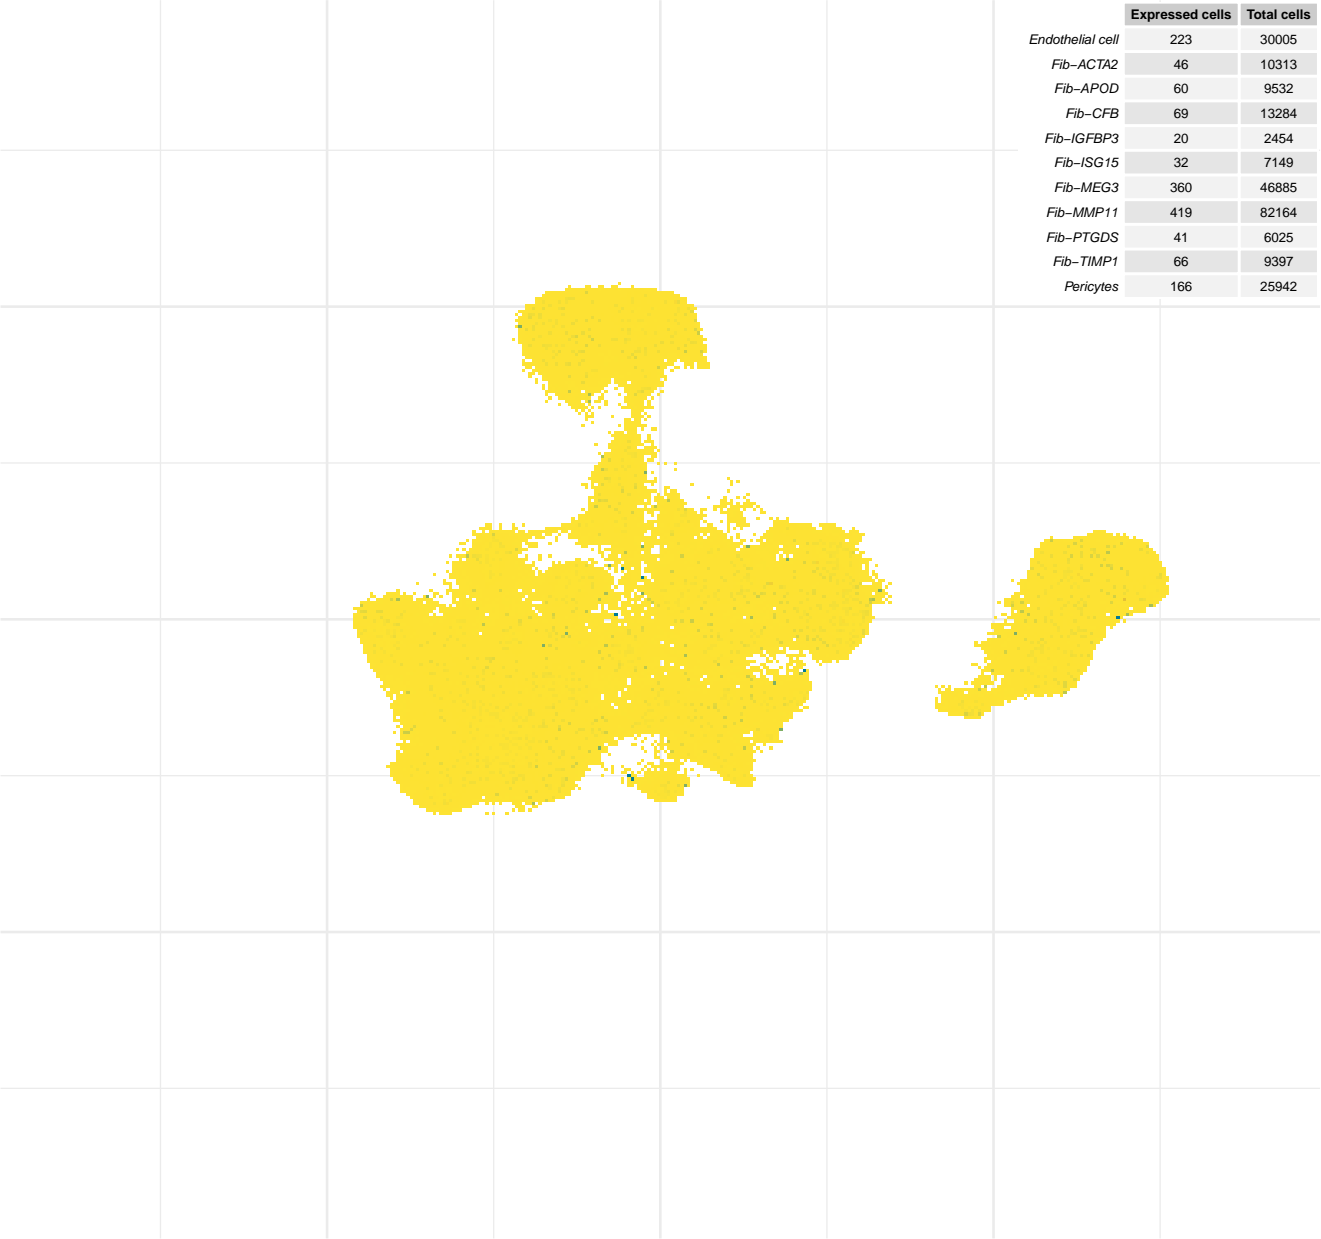 Expressed cells Total cells
Endothelial cell 223 30005
Fib−ACTA2 46 10313
Fib−APOD 60 9532
Fib−CFB 69 13284
Fib−IGFBP3 20 2454
Fib−ISG15 32 7149
Fib−MEG3 360 46885
Fib−MMP11 419 82164
Fib−PTGDS 41 6025
Fib−TIMP1 66 9397
Pericytes 166 25942